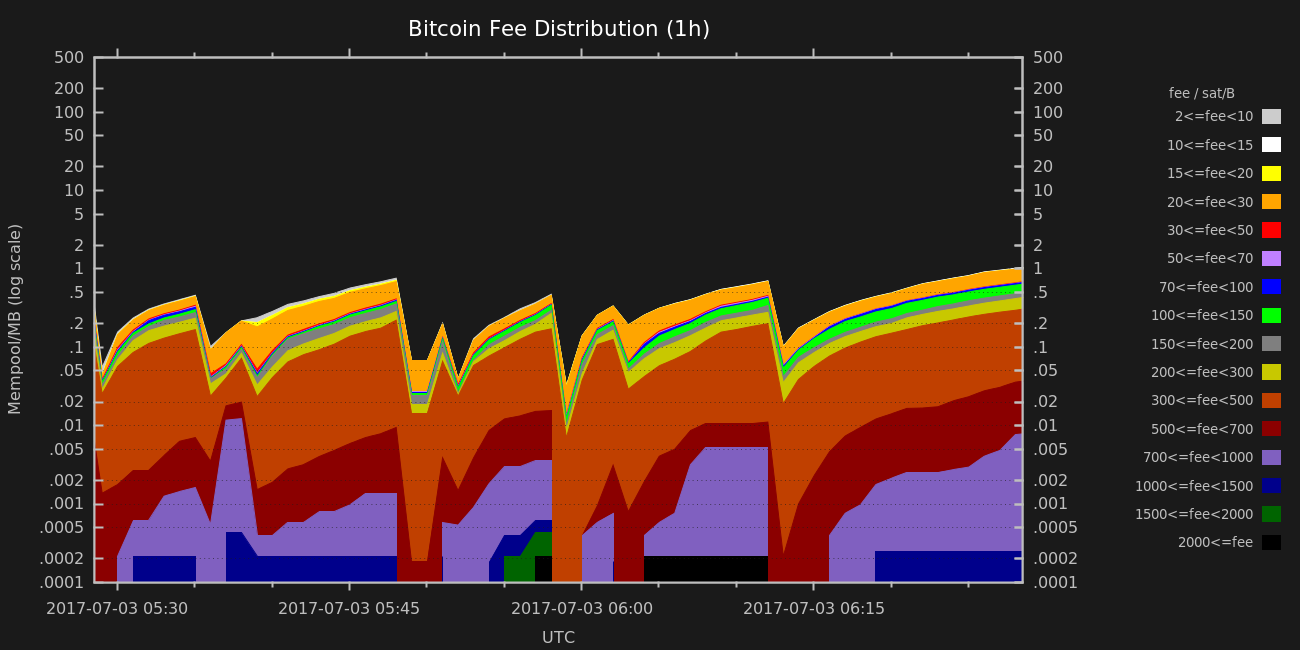 Bitcoin Fee Distribution (1h)
500
200
100
50
20
10
5
2
1
.5
.2
.1
.05
.02
.01
.005
.002
.001
.0005
.0002
.0001
Mempool/MB (log scale)
500
200
100
50
20
10
5
2
1
.5
.2
.1
.05
.02
.01
.005
.002
.001
.0005
.0002
.0001
2017-07-03 05:30 2017-07-03 05:45 2017-07-03 06:00 2017-07-03 06:15
UTC
fee / sat/B
2<=fee<10
10<=fee<15
15<=fee<20
20<=fee<30
30<=fee<50
50<=fee<70
70<=fee<100
100<=fee<150
150<=fee<200
200<=fee<300
300<=fee<500
500<=fee<700
700<=fee<1000
1000<=fee<1500
1500<=fee<2000
2000<=fee